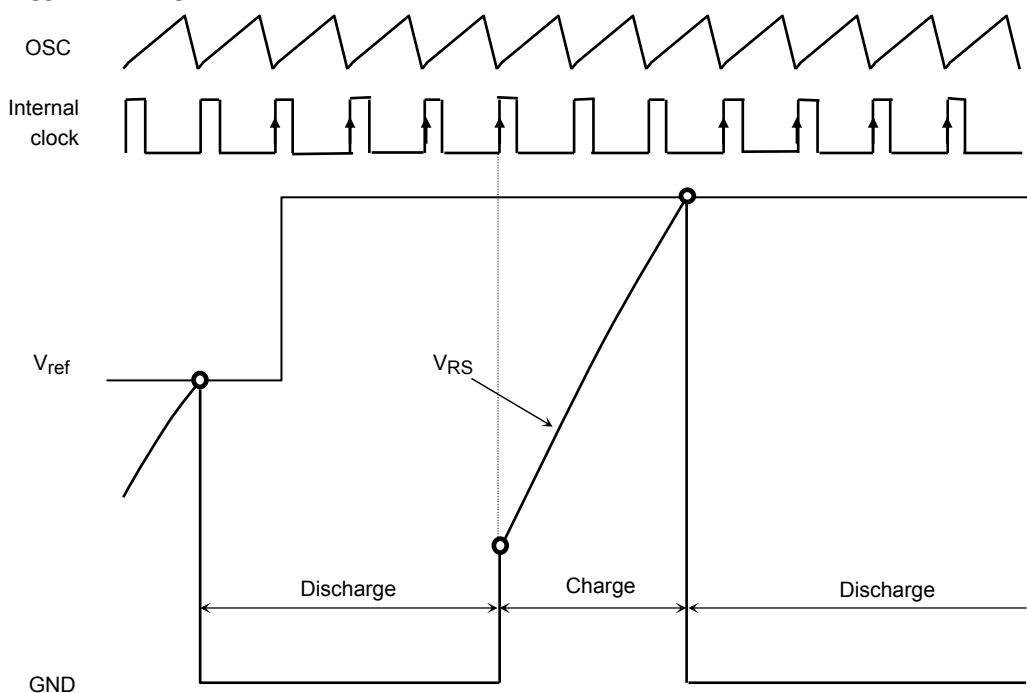 OSC
Internal
clock
Vref
VRS
Discharge
Charge
Discharge
GND